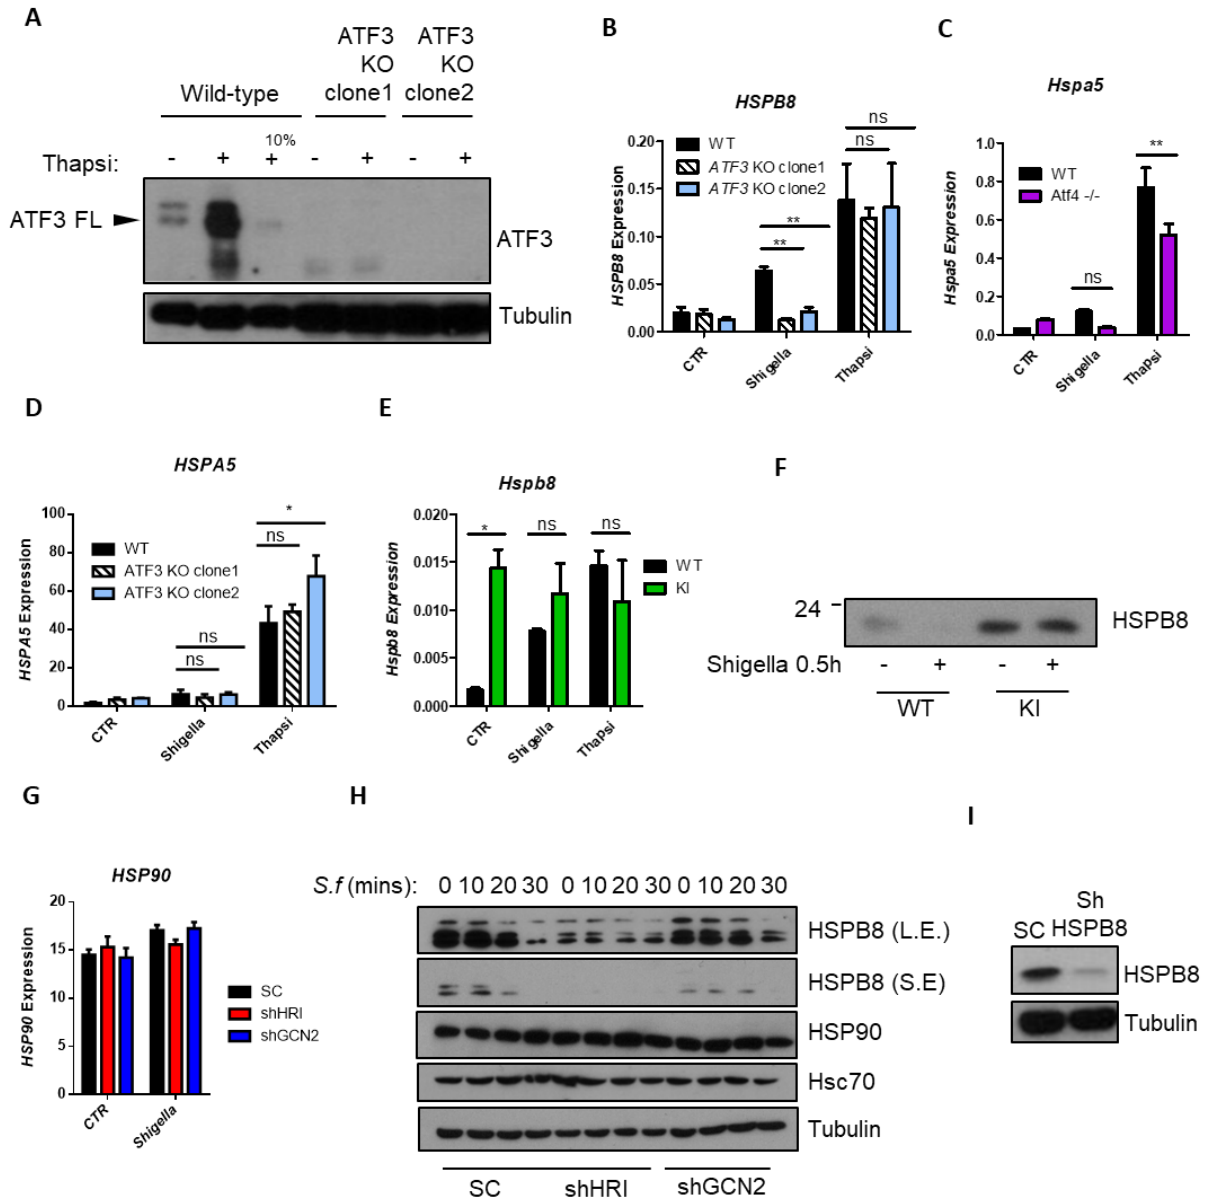 A
ATF3 KO clone1
ATF3 KO clone2
Wild-type
10%
Thapsi: - + + - + - +
ATF3 FL
ATF3
Tubulin
B
HSPB8
HSPB8 Expression
0.20
0.15
0.10
0.05
0.00
WT
ATF3 KO clone1
ATF3 KO clone2
**
**
ns
ns
CTR
Shigella
Thapsi
C
Hspa5
Hspa5 Expression
1.0
0.8
0.6
0.4
0.2
0.0
WT
Atf4 -/-
ns
**
CTR
Shigella
Thapsi
D
HSPA5
HSPA5 Expression
100
80
60
40
20
0
WT
ATF3 KO clone1
ATF3 KO clone2
ns
ns
*
ns
CTR
Shigella
Thapsi
E
Hspb8
Hspb8 Expression
0.020
0.015
0.010
0.005
0.000
*
ns
ns
WT
KI
CTR
Shigella
Thapsi
F
24
HSPB8
Shigella 0.5h - + - +
WT KI
G
HSP90
HSP90 Expression
20
15
10
5
0
SC
shHRI
shGCN2
CTR
Shigella
H
S.f (mins): 0 10 20 30 0 10 20 30 0 10 20 30
HSPB8 (L.E.)
HSPB8 (S.E)
HSP90
Hsc70
Tubulin
SC shHRI shGCN2
I
Sh
SC HSPB8
HSPB8
Tubulin